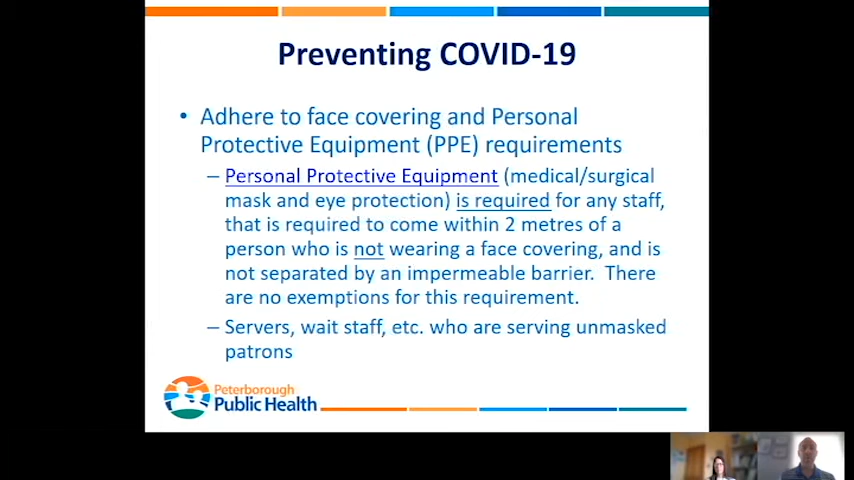 Preventing COVID-19
• Adhere to face covering and Personal
Protective Equipment (PPE) requirements
– Personal Protective Equipment (medical/surgical
mask and eye protection) is required for any staff,
that is required to come within 2 metres of a
person who is not wearing a face covering, and is
not separated by an impermeable barrier. There
are no exemptions for this requirement.
– Servers, wait staff, etc. who are serving unmasked
patrons
Peterborough
Public Health